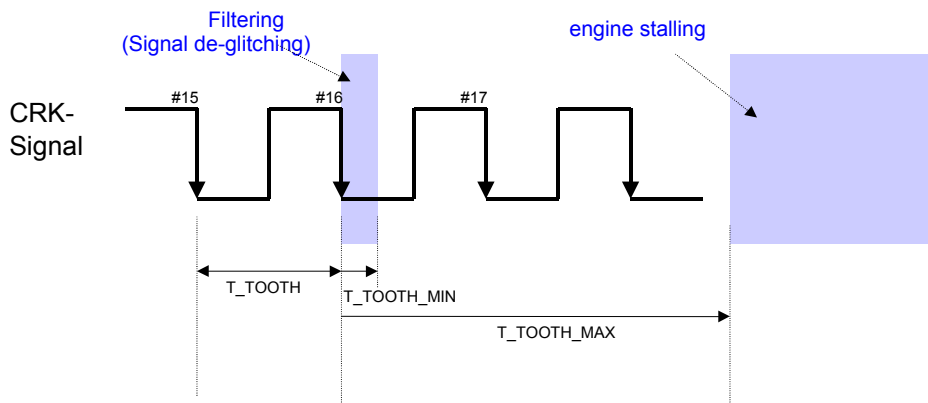 Filtering
(Signal de-glitching)
engine stalling
#15
#16
#17
CRK-
Signal
T_TOOTH
T_TOOTH_MIN
T_TOOTH_MAX